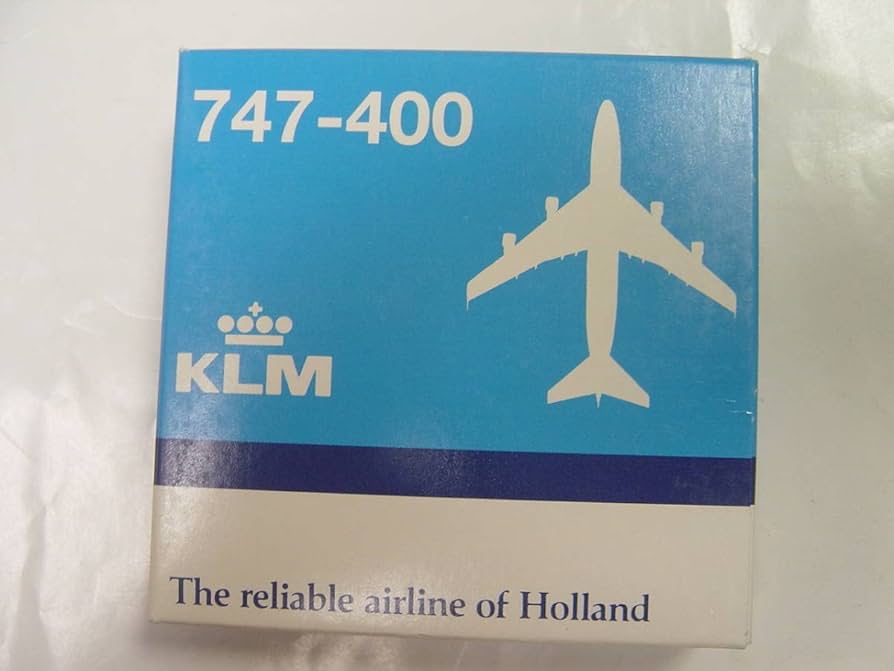 747-400
KLM
The reliable airline of Holland